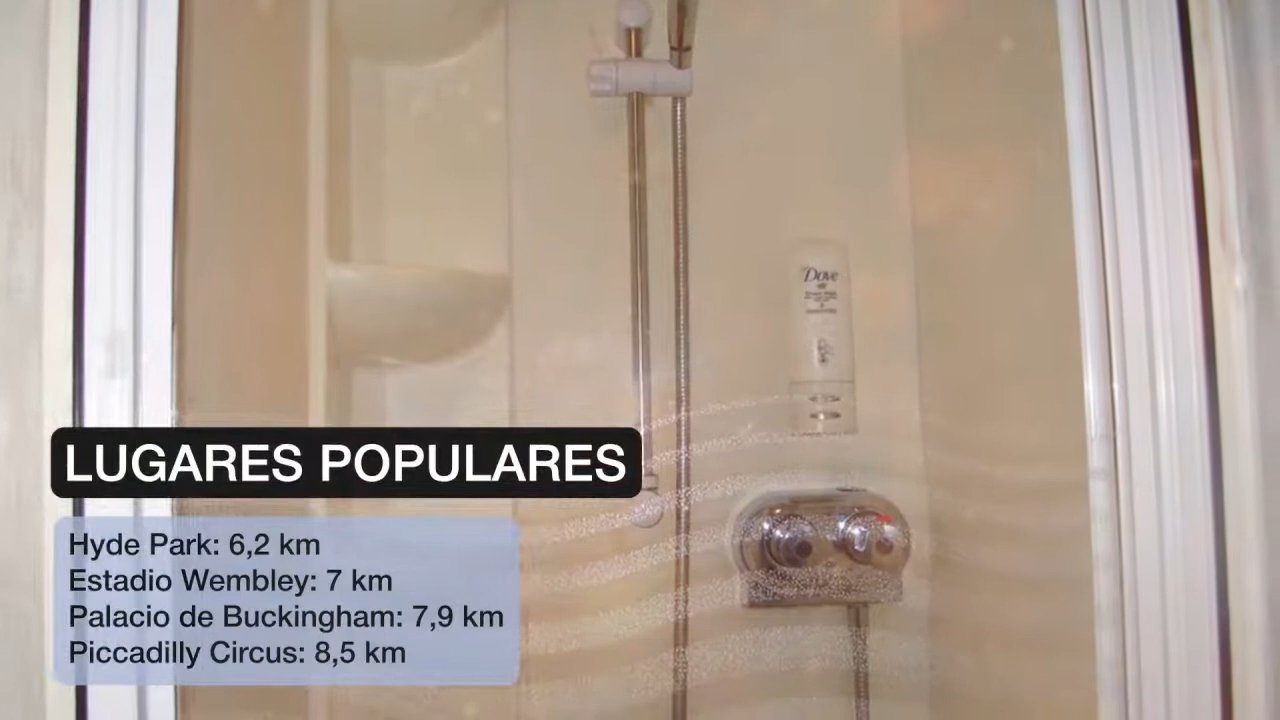 Dove
LUGARES POPULARES
Hyde Park: 6,2 km
Estadio Wembley: 7 km
Palacio de Buckingham: 7,9 km
Piccadilly Circus: 8,5 km